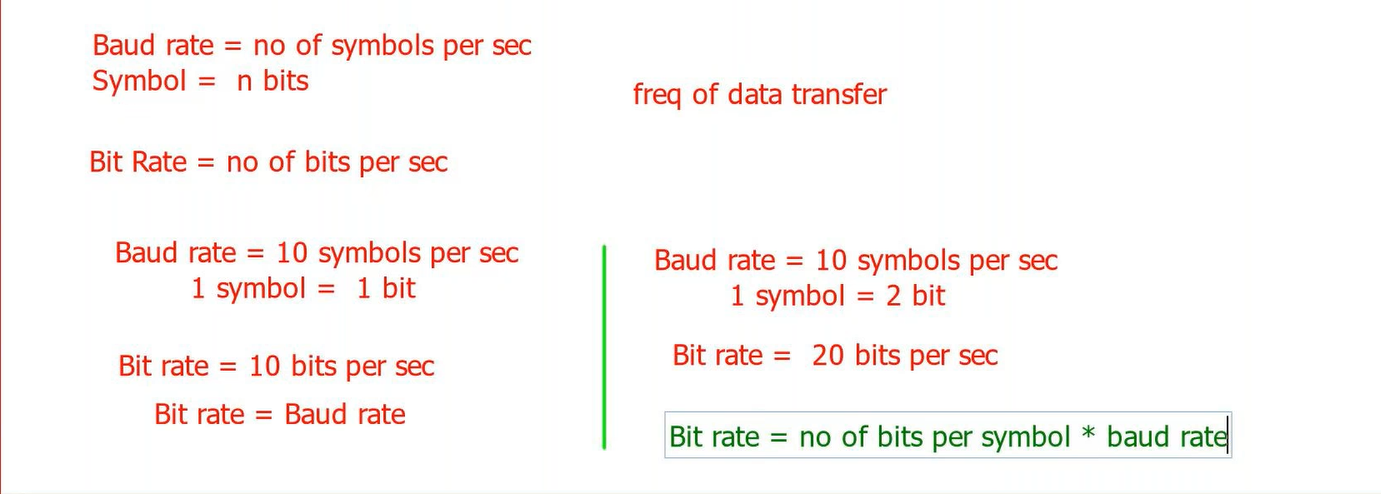 Baud rate = no of symbols per sec
Symbol =  n bits
freq of data transfer
Bit Rate = no of bits per sec
Baud rate = 10 symbols per sec
1 symbol =  1 bit
Bit rate = 10 bits per sec
Bit rate = Baud rate
Baud rate = 10 symbols per sec
1 symbol = 2 bit
Bit rate =  20 bits per sec
Bit rate = no of bits per symbol * baud rate